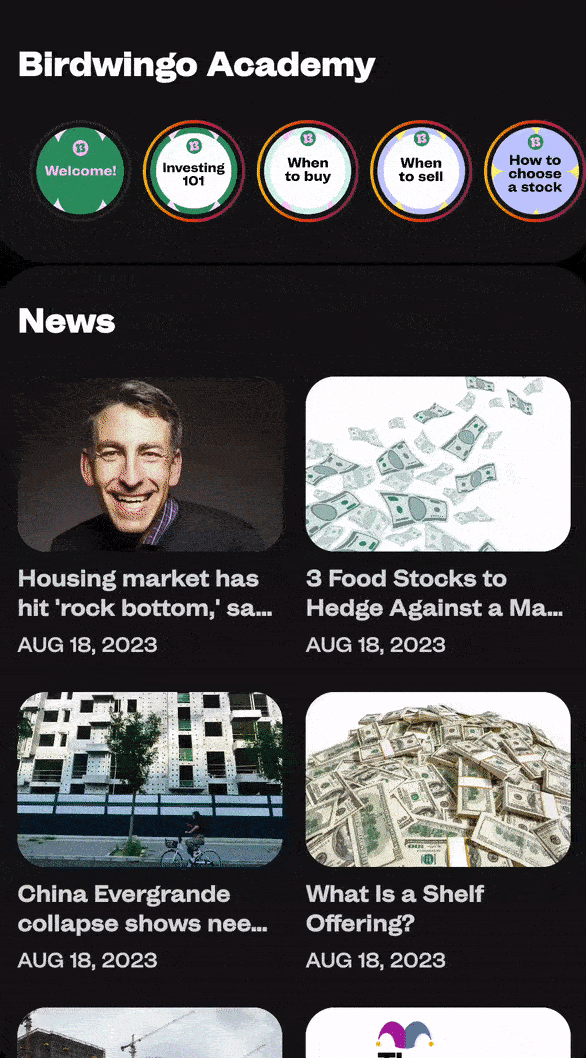 Birdwingo Academy
Welcome!
Investing
101
When
to buy
When
to sell
How to
choose
a stock
News
Housing market has
hit 'rock bottom,' sa...
AUG 18, 2023
3 Food Stocks to
Hedge Against a Ma...
AUG 18, 2023
China Evergrande
collapse shows nee...
AUG 18, 2023
What Is a Shelf
Offering?
AUG 18, 2023